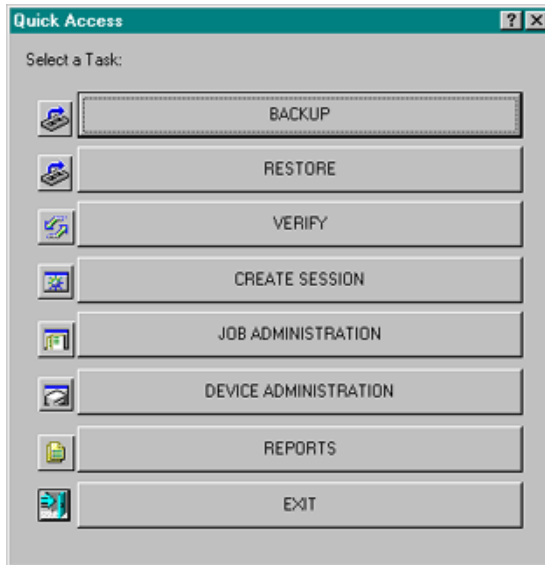 Quick Access
Select a Task:
BACKUP
RESTORE
VERIFY
CREATE SESSION
JOB ADMINISTRATION
DEVICE ADMINISTRATION
REPORTS
EXIT